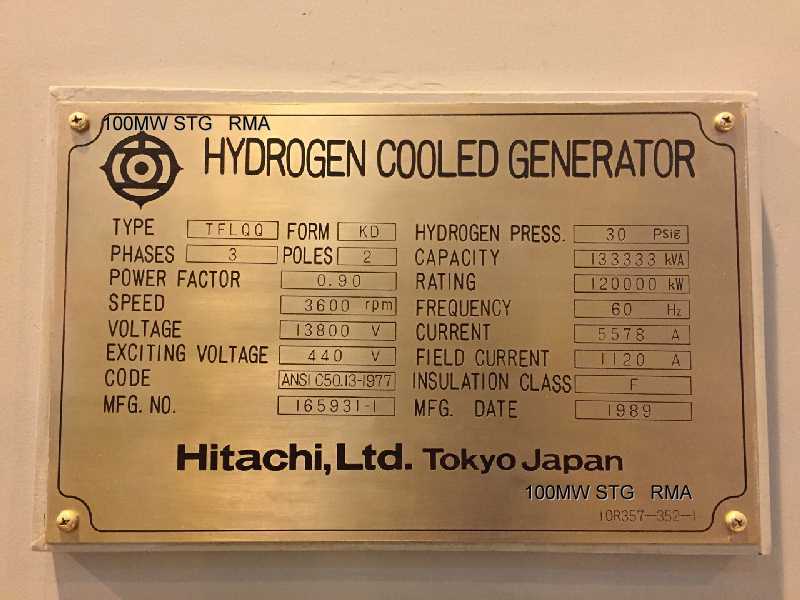 100MW STG RMA
HYDROGEN COOLED GENERATOR
TYPE TFLQQ FORM KD HYDROGEN PRESS. 30 Psig
PHASES 3 POLES 2 CAPACITY 133333 kVA
POWER FACTOR 0.90 RATING 120000 kW
SPEED 3600 rpm FREQUENCY 60 Hz
VOLTAGE 13800 V CURRENT 5578 A
EXCITING VOLTAGE 440 V FIELD CURRENT 1120 A
CODE ANSI C50.13-1977 INSULATION CLASS F
MFG. NO. 165931-1 MFG. DATE 1989
Hitachi, Ltd. Tokyo Japan
100MW STG RMA
10R357-352-1